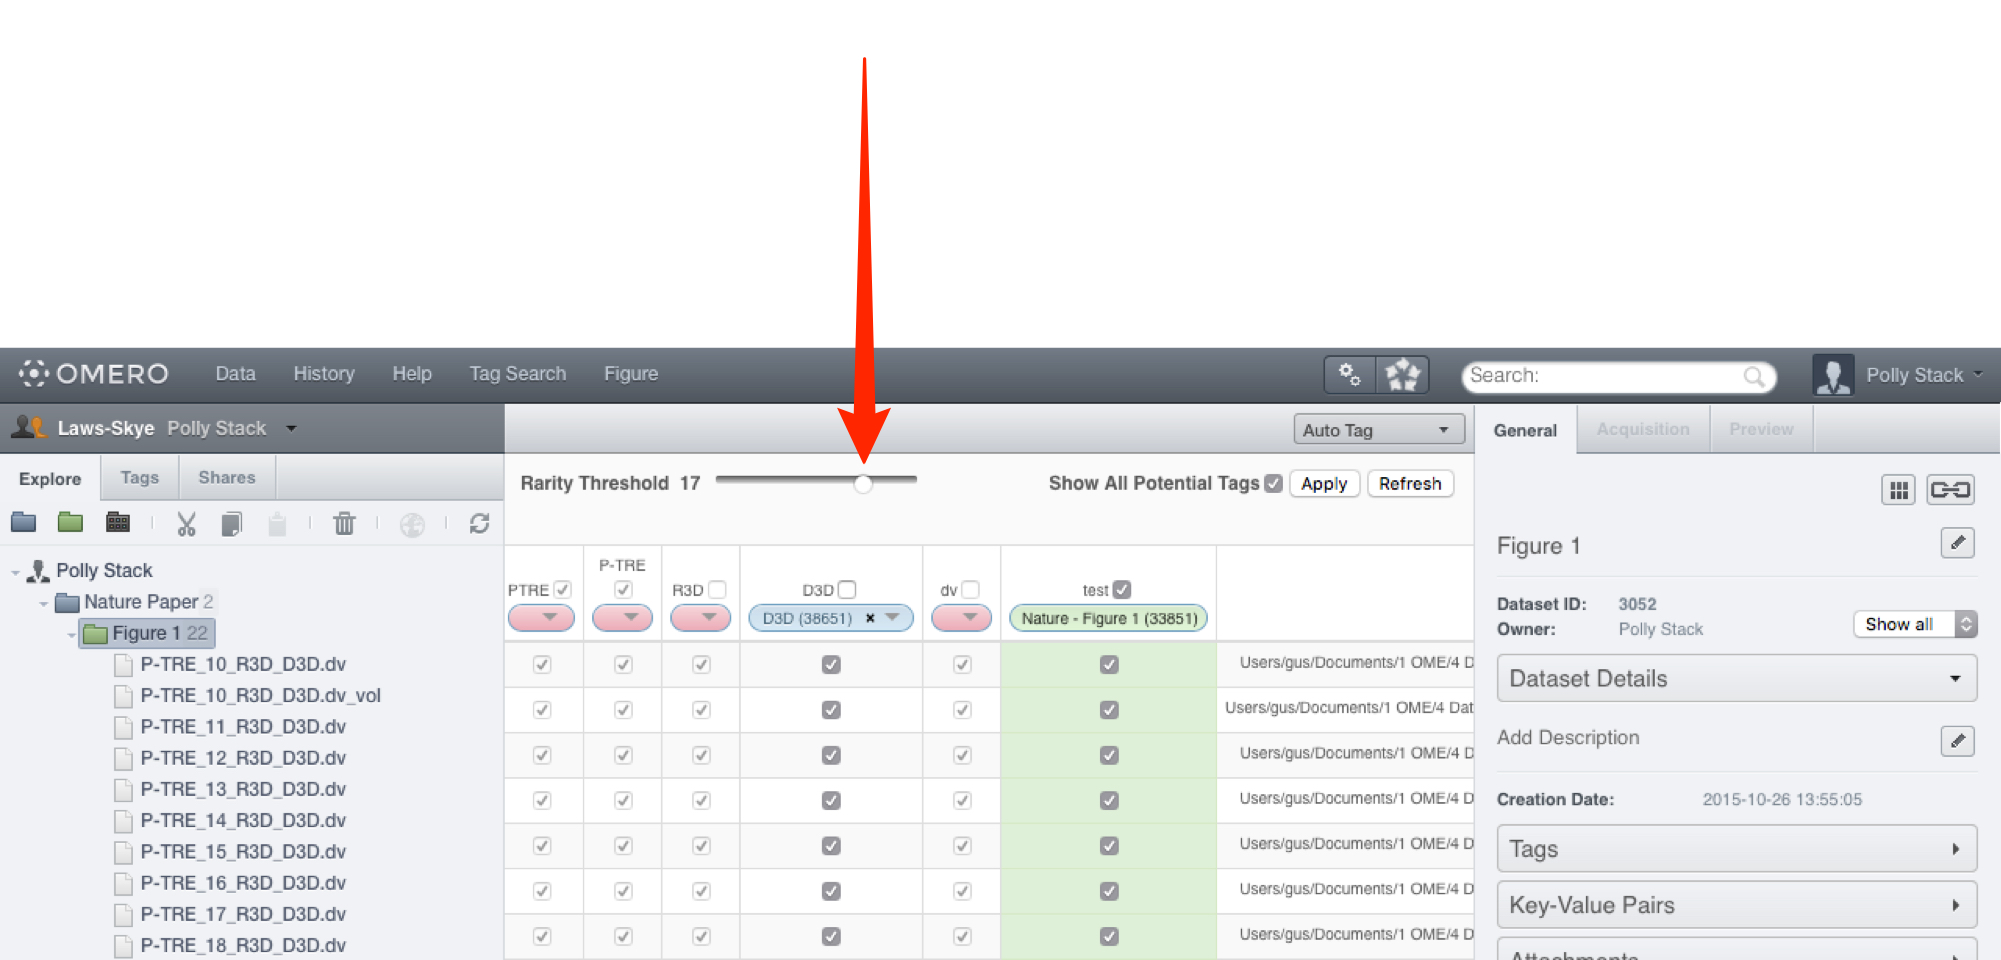 OMERO Data History Help Tag Search Figure Search: Polly Stack
Laws-Skye Polly Stack
Auto Tag
General Acquisition Preview
Explore Tags Shares
Rarity Threshold 17 Show All Potential Tags Apply Refresh
Polly Stack
Nature Paper 2
Figure 1 22
P-TRE_10_R3D_D3D.dv
P-TRE_10_R3D_D3D.dv_vol
P-TRE_11_R3D_D3D.dv
P-TRE_12_R3D_D3D.dv
P-TRE_13_R3D_D3D.dv
P-TRE_14_R3D_D3D.dv
P-TRE_15_R3D_D3D.dv
P-TRE_16_R3D_D3D.dv
P-TRE_17_R3D_D3D.dv
P-TRE_18_R3D_D3D.dv
P-TRE
PTRE R3D D3D dv test
D3D (38651) x Nature - Figure 1 (33851)
Users/gus/Documents/1 OME/4 D
Users/gus/Documents/1 OME/4 Dat
Users/gus/Documents/1 OME/4 D
Users/gus/Documents/1 OME/4 D
Users/gus/Documents/1 OME/4 D
Users/gus/Documents/1 OME/4 D
Users/gus/Documents/1 OME/4 D
Figure 1
Dataset ID: 3052
Owner: Polly Stack
Show all
Dataset Details
Add Description
Creation Date: 2015-10-26 13:55:05
Tags
Key-Value Pairs
Attachments